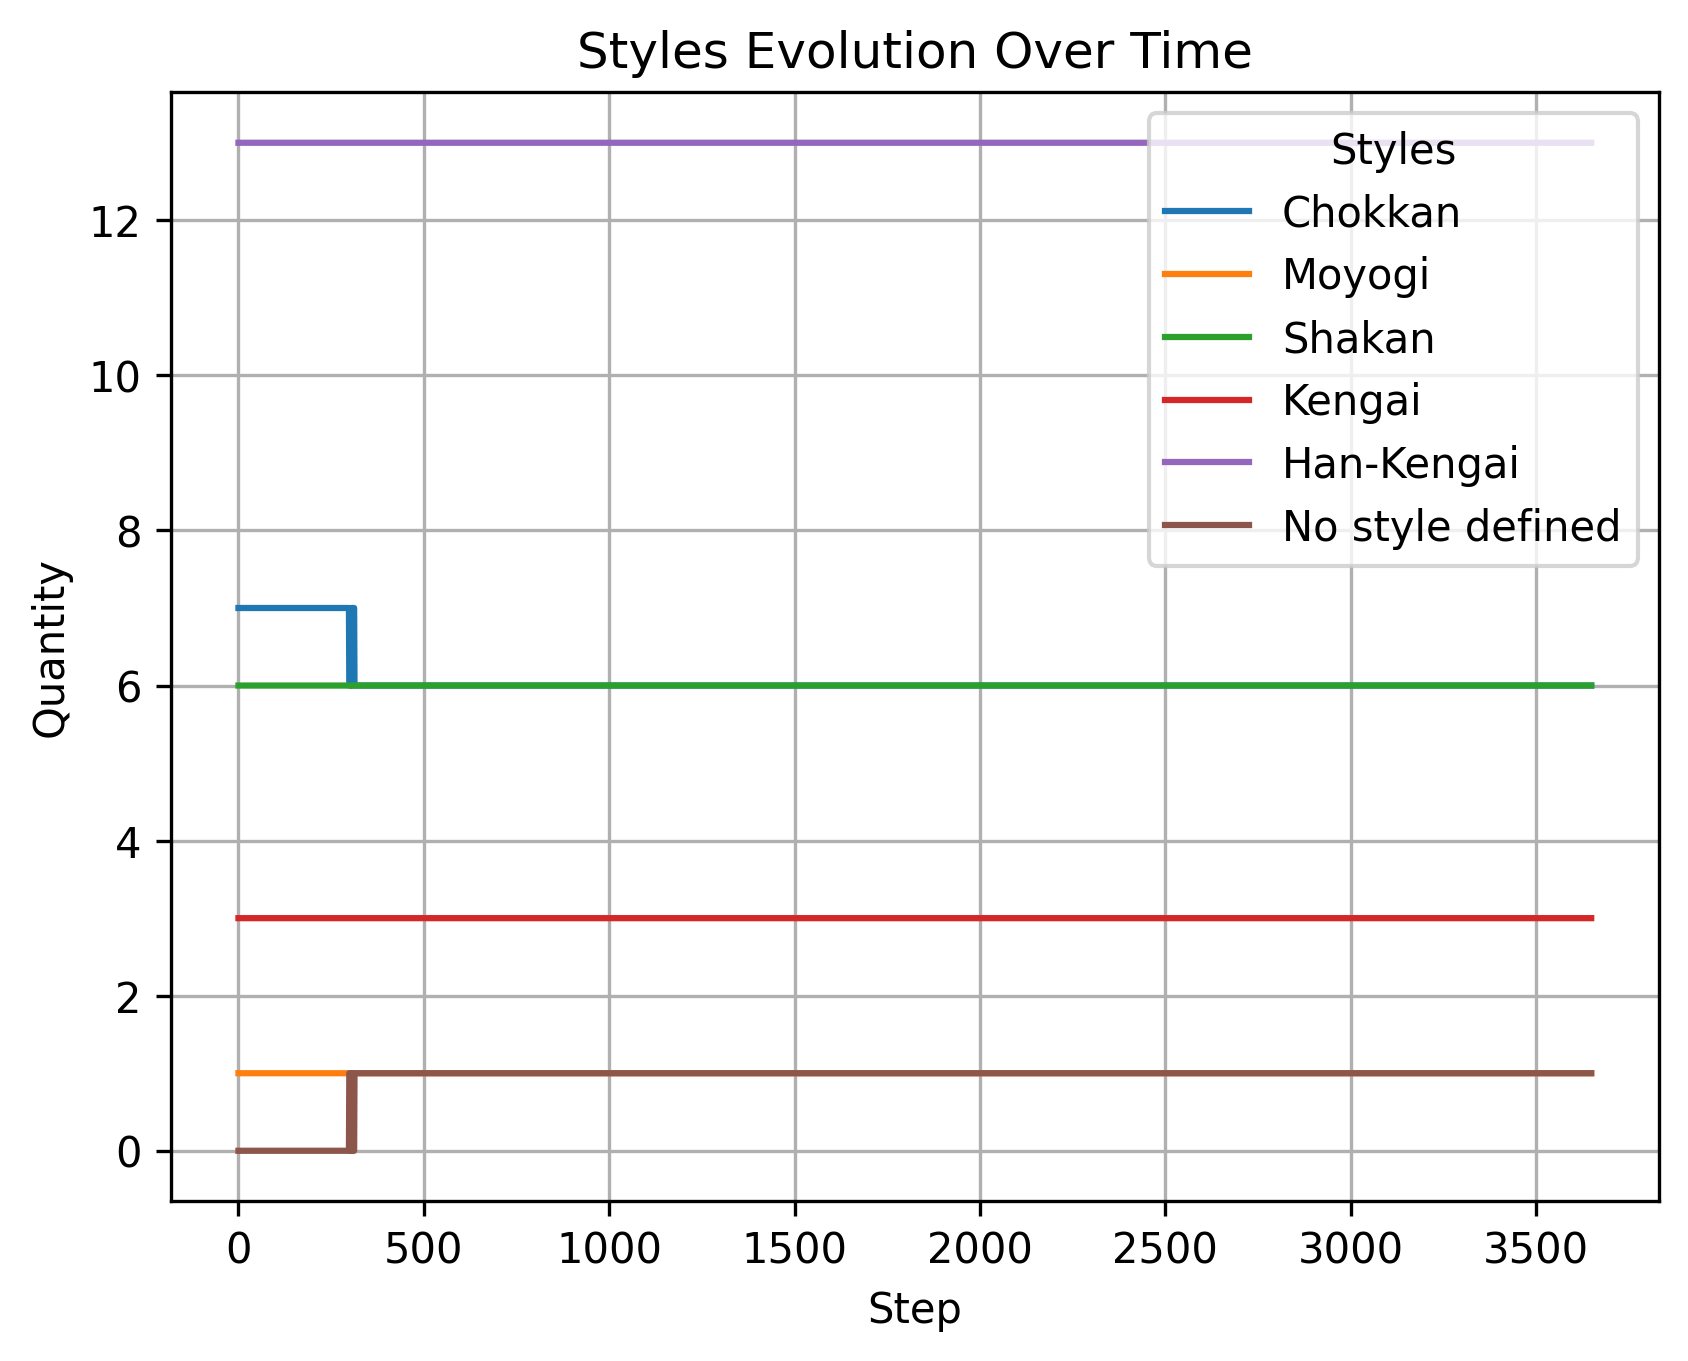 Styles Evolution Over Time
Styles
Chokkan
Moyogi
Shakan
Kengai
Han-Kengai
No style defined
Quantity
12
10
8
6
4
2
0
0 500 1000 1500 2000 2500 3000 3500
Step